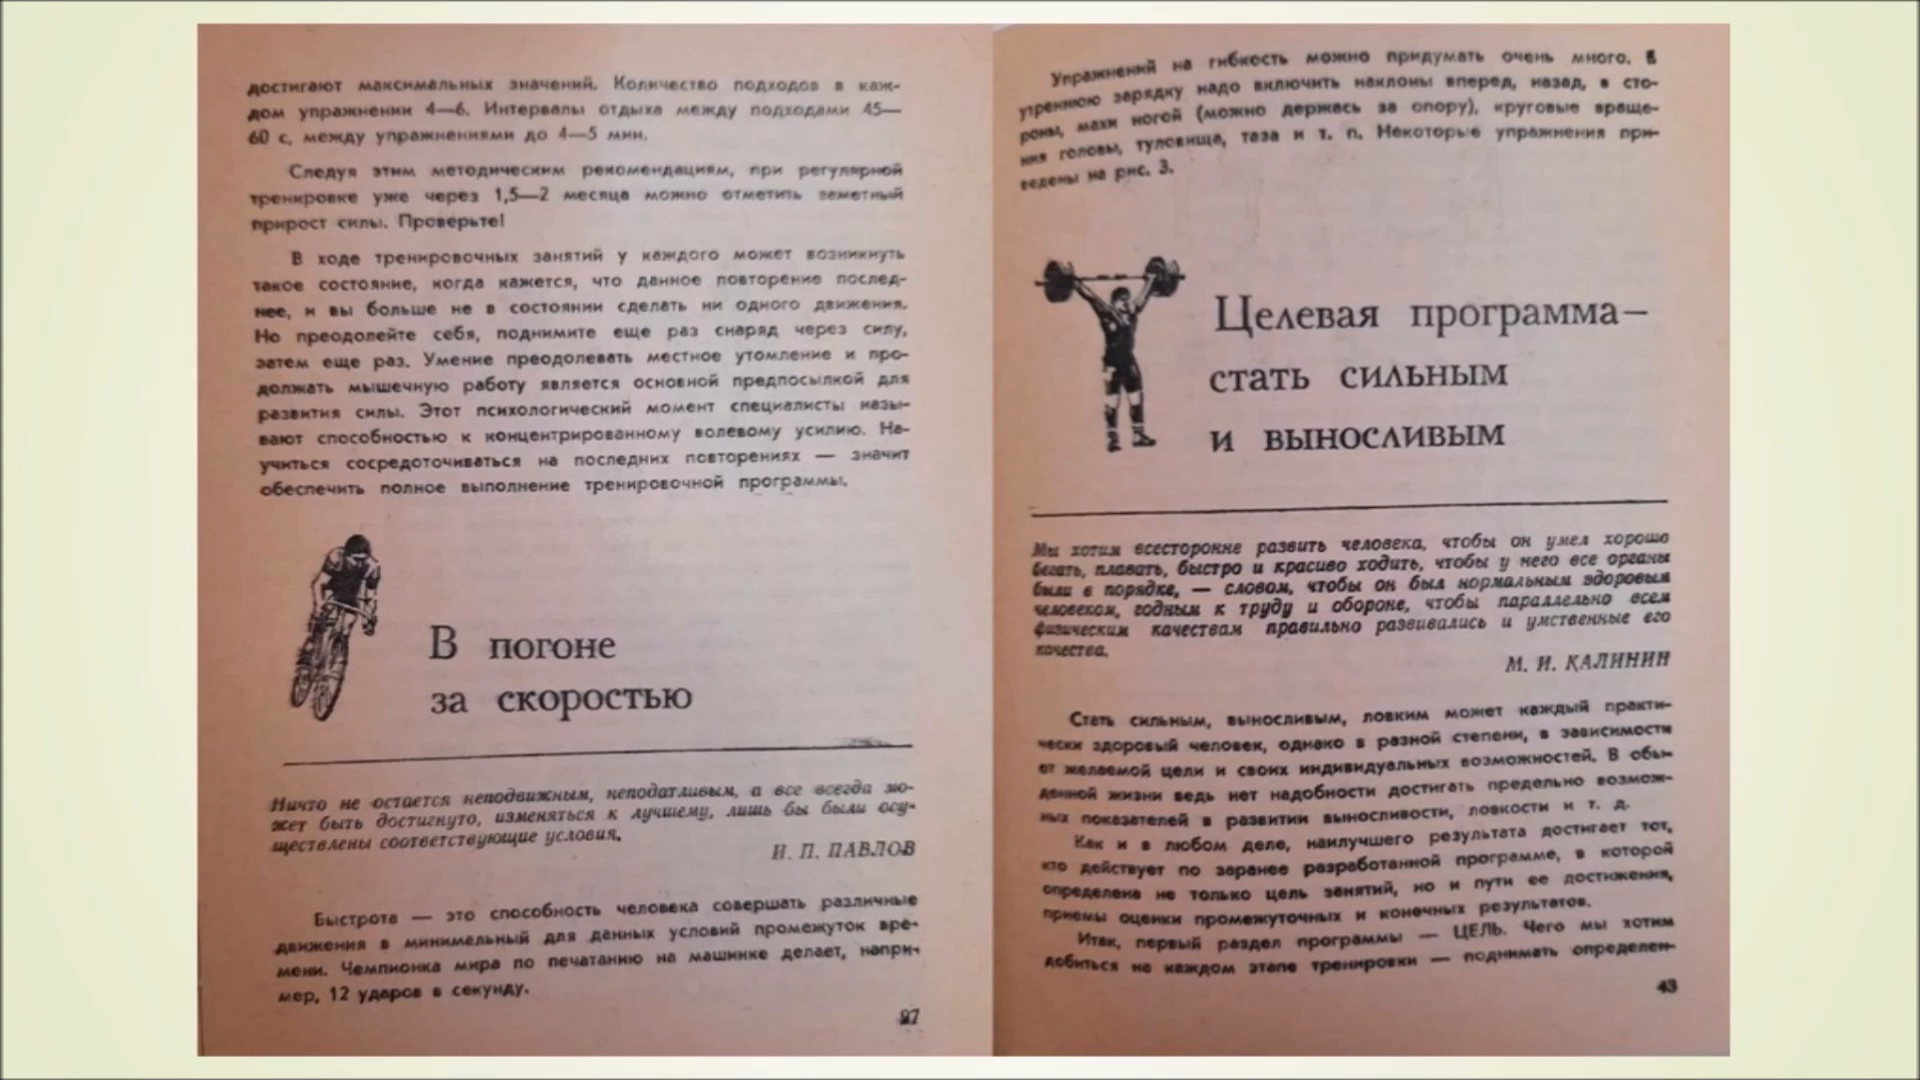 достигают максимальных значений. Количество подходов в каж-
дом упражнении 4—6. Интервалы отдыха между подходами 45—
60 с, между упражнениями до 4—5 мин.
Следуя этим методическим рекомендациям, при регулярной
тренировке уже через 1,5—2 месяца можно отметить заметный
прирост силы. Проверьте!
В ходе тренировочных занятий у каждого может возникнуть
такое состояние, когда кажется, что данное повторение послед-
нее, и вы больше не в состоянии сделать ни одного движения.
Но преодолейте себя, поднимите еще раз снаряд через силу,
затем еще раз. Умение преодолевать местное утомление и про-
должать мышечную работу является основной предпосылкой для
развития силы. Этот психологический момент специалисты назы-
вают способностью к концентрированному волевому усилию. На-
учиться сосредоточиваться на последних повторениях — значит
обеспечить полное выполнение тренировочной программы.
В погоне
за скоростью
Ничто не остается неподвижным, неподатливым, а все всегда мо-
жет быть достигнуто, изменяться к лучшему, лишь бы были осу-
ществлены соответствующие условия.
И. П. ПАВЛОВ
Быстрота — это способность человека совершать различные
движения в минимальный для данных условий промежуток вре-
мени. Чемпионка мира по печатанию на машинке делает, напри-
мер, 12 ударов в секунду.
27
Упражнений на гибкость можно придумать очень много. В
утреннюю зарядку надо включить наклоны вперед, назад, в сто-
роны, махи ногой (можно держась за опору), круговые враще-
ния головы, туловища, таза и т. п. Некоторые упражнения при-
ведены на рис. 3.
Целевая программа—
стать сильным
и выносливым
Мы хотим всесторонне развить человека, чтобы он умел хорошо
бегать, плавать, быстро и красиво ходить, чтобы у него все органы
были в порядке, — словом, чтобы он был нормальным здоровым
человеком, годным к труду и обороне, чтобы параллельно всем
физическим качествам правильно развивались и умственные его
качества.
М. И. КАЛИНИН
Стать сильным, выносливым, ловким может каждый практи-
чески здоровый человек, однако в разной степени, в зависимости
от желаемой цели и своих индивидуальных возможностей. В обы-
денной жизни ведь нет надобности достигать предельно возмож-
ных показателей в развитии выносливости, ловкости и т. д.
Как и в любом деле, наилучшего результата достигает тот,
кто действует по заранее разработанной программе, в которой
определена не только цель занятий, но и пути ее достижения,
приемы оценки промежуточных и конечных результатов.
Итак, первый раздел программы — ЦЕЛЬ. Чего мы хотим
добиться на каждом этапе тренировки — поднимать определен-
43